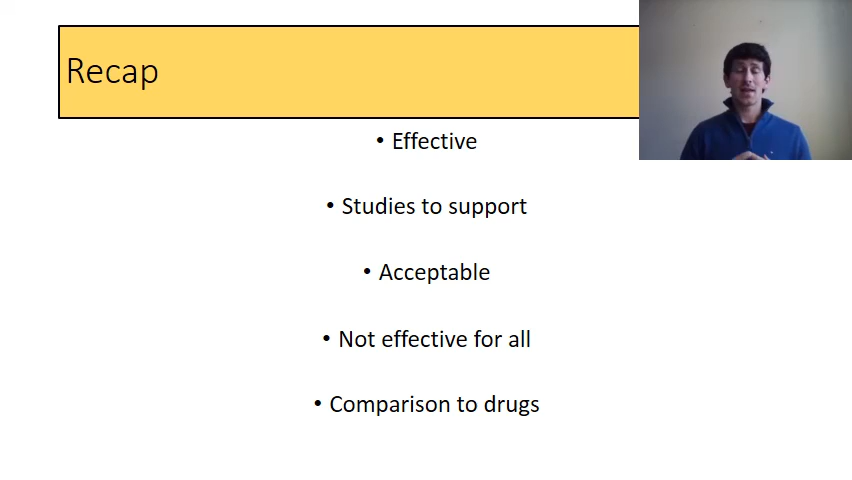 Recap
• Effective
• Studies to support
• Acceptable
• Not effective for all
• Comparison to drugs